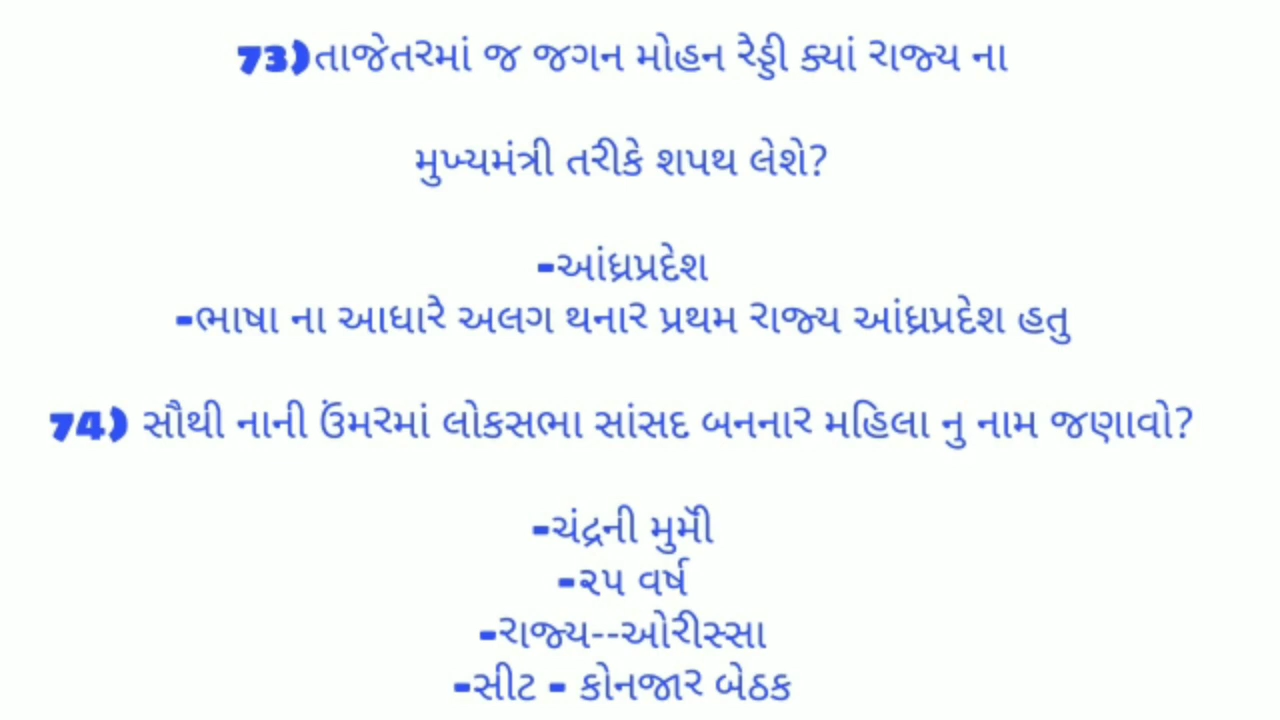 73)તાજેતરમાં જ જગન મોહન રેડ્ડી ક્યાં રાજ્ય ના
મુખ્યમંત્રી તરીકે શપથ લેશે?
-આંધ્રપ્રદેશ
-ભાષા ના આધારે અલગ થનાર પ્રથમ રાજ્ય આંધ્રપ્રદેશ હતુ
74) સૌથી નાની ઉંમરમાં લોકસભા સાંસદ બનનાર મહિલા નુ નામ જણાવો?
-ચંદ્રની મુર્મી
-૨૫ વર્ષ
-રાજ્ય--ઓરીસ્સા
-સીટ - કોનજાર બેઠક